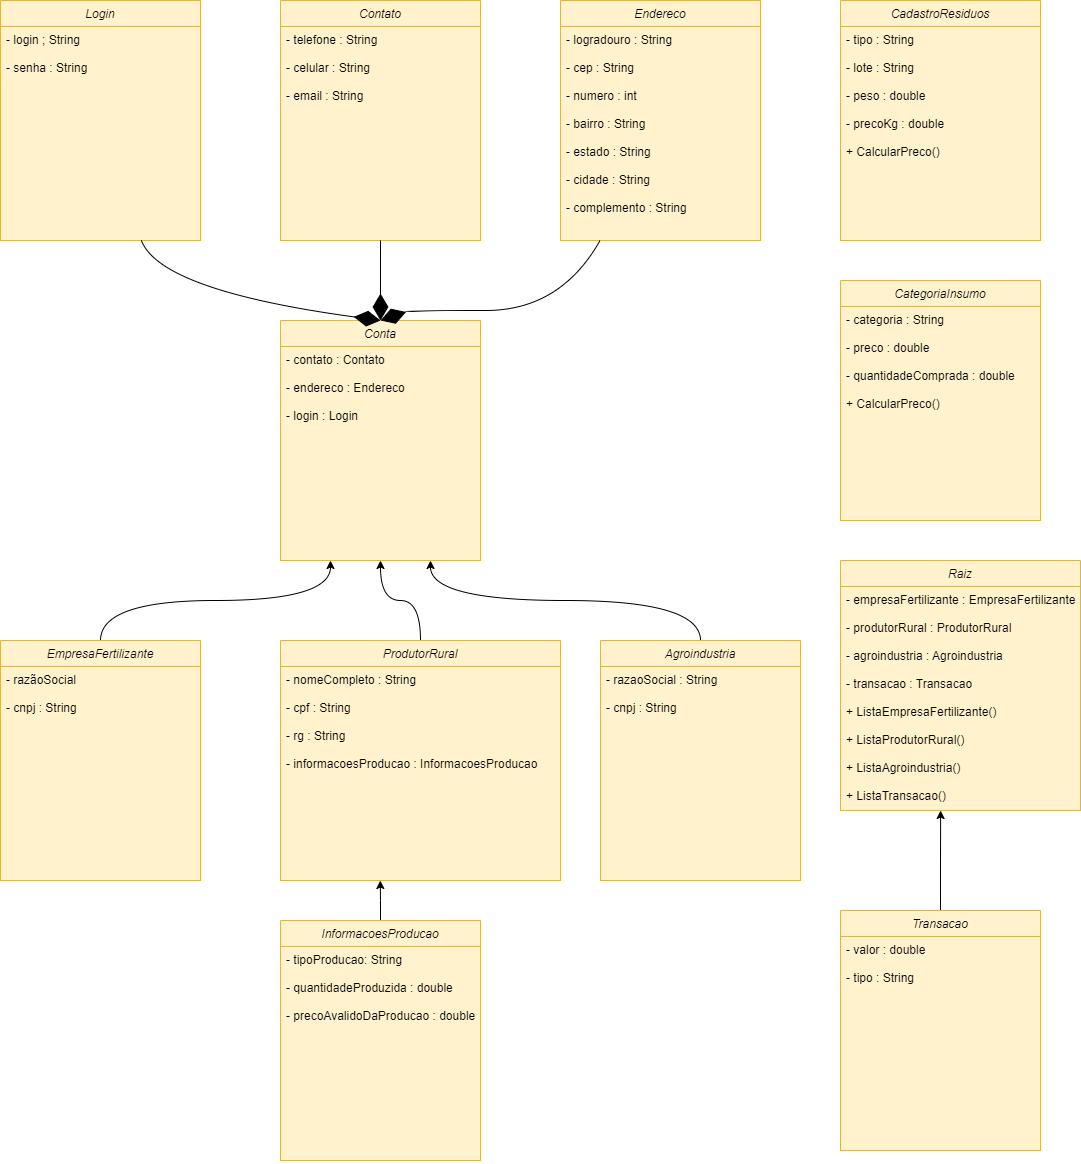 Login
- login ; String
- senha : String
Contato
- telefone : String
- celular : String
- email : String
Endereco
- logradouro : String
- cep : String
- numero : int
- bairro : String
- estado : String
- cidade : String
- complemento : String
CadastroResiduos
- tipo : String
- lote : String
- peso : double
- precoKg : double
+ CalcularPreco()
CategoriaInsumo
- categoria : String
- preco : double
- quantidadeComprada : double
+ CalcularPreco()
Conta
- contato : Contato
- endereco : Endereco
- login : Login
EmpresaFertilizante
- razãoSocial
- cnpj : String
ProdutorRural
- nomeCompleto : String
- cpf : String
- rg : String
- informacoesProducao : InformacoesProducao
Agroindustria
- razaoSocial : String
- cnpj : String
Raiz
- empresaFertilizante : EmpresaFertilizante
- produtorRural : ProdutorRural
- agroindustria : Agroindustria
- transacao : Transacao
+ ListaEmpresaFertilizante()
+ ListaProdutorRural()
+ ListaAgroindustria()
+ ListaTransacao()
InformacoesProducao
- tipoProducao: String
- quantidadeProduzida : double
- precoAvalidoDaProducao : double
Transacao
- valor : double
- tipo : String